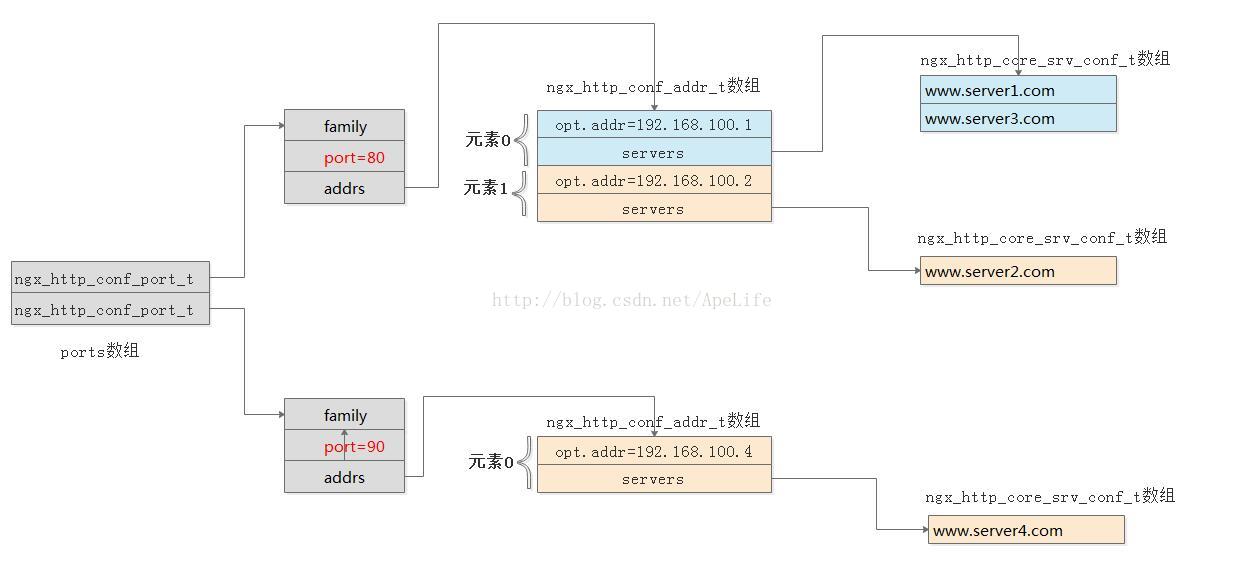 ngx_http_conf_port_t
ngx_http_conf_port_t
ports数组
family
port=80
addrs
ngx_http_conf_addr_t数组
元素0
opt.addr=192.168.100.1
servers
元素1
opt.addr=192.168.100.2
servers
ngx_http_core_srv_conf_t数组
www.server1.com
www.server3.com
ngx_http_core_srv_conf_t数组
www.server2.com
http://blog.csdn.net/ApeLife
family
port=90
addrs
ngx_http_conf_addr_t数组
元素0
opt.addr=192.168.100.4
servers
ngx_http_core_srv_conf_t数组
www.server4.com